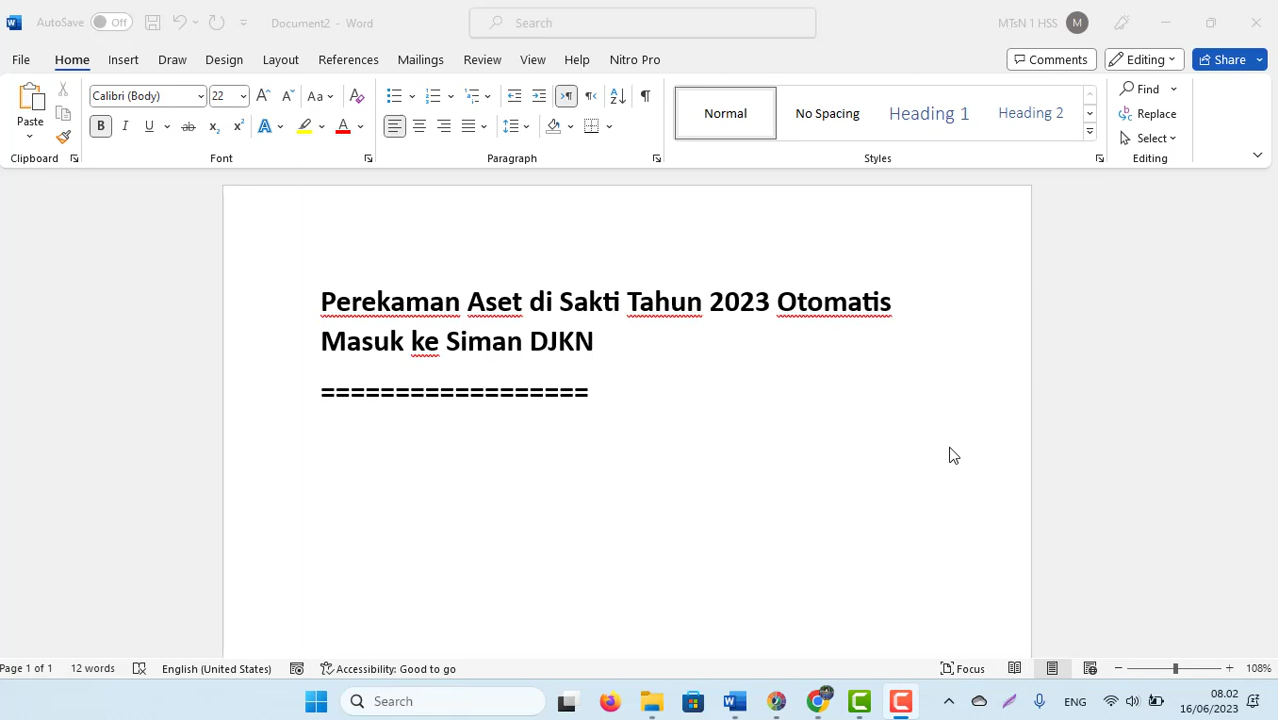 AutoSave Off Document2 - Word Search MTsN 1 HSS M
File Home Insert Draw Design Layout References Mailings Review View Help Nitro Pro Comments Editing Share
Paste Calibri (Body) 22 Aa Normal No Spacing Heading 1 Heading 2 Find
Replace
Select
Clipboard Font Paragraph Styles Editing
Perekaman Aset di Sakti Tahun 2023 Otomatis
Masuk ke Siman DJKN
==================
Page 1 of 1 12 words English (United States) Accessibility: Good to go Focus 108%
Search ENG 08.02
16/06/2023